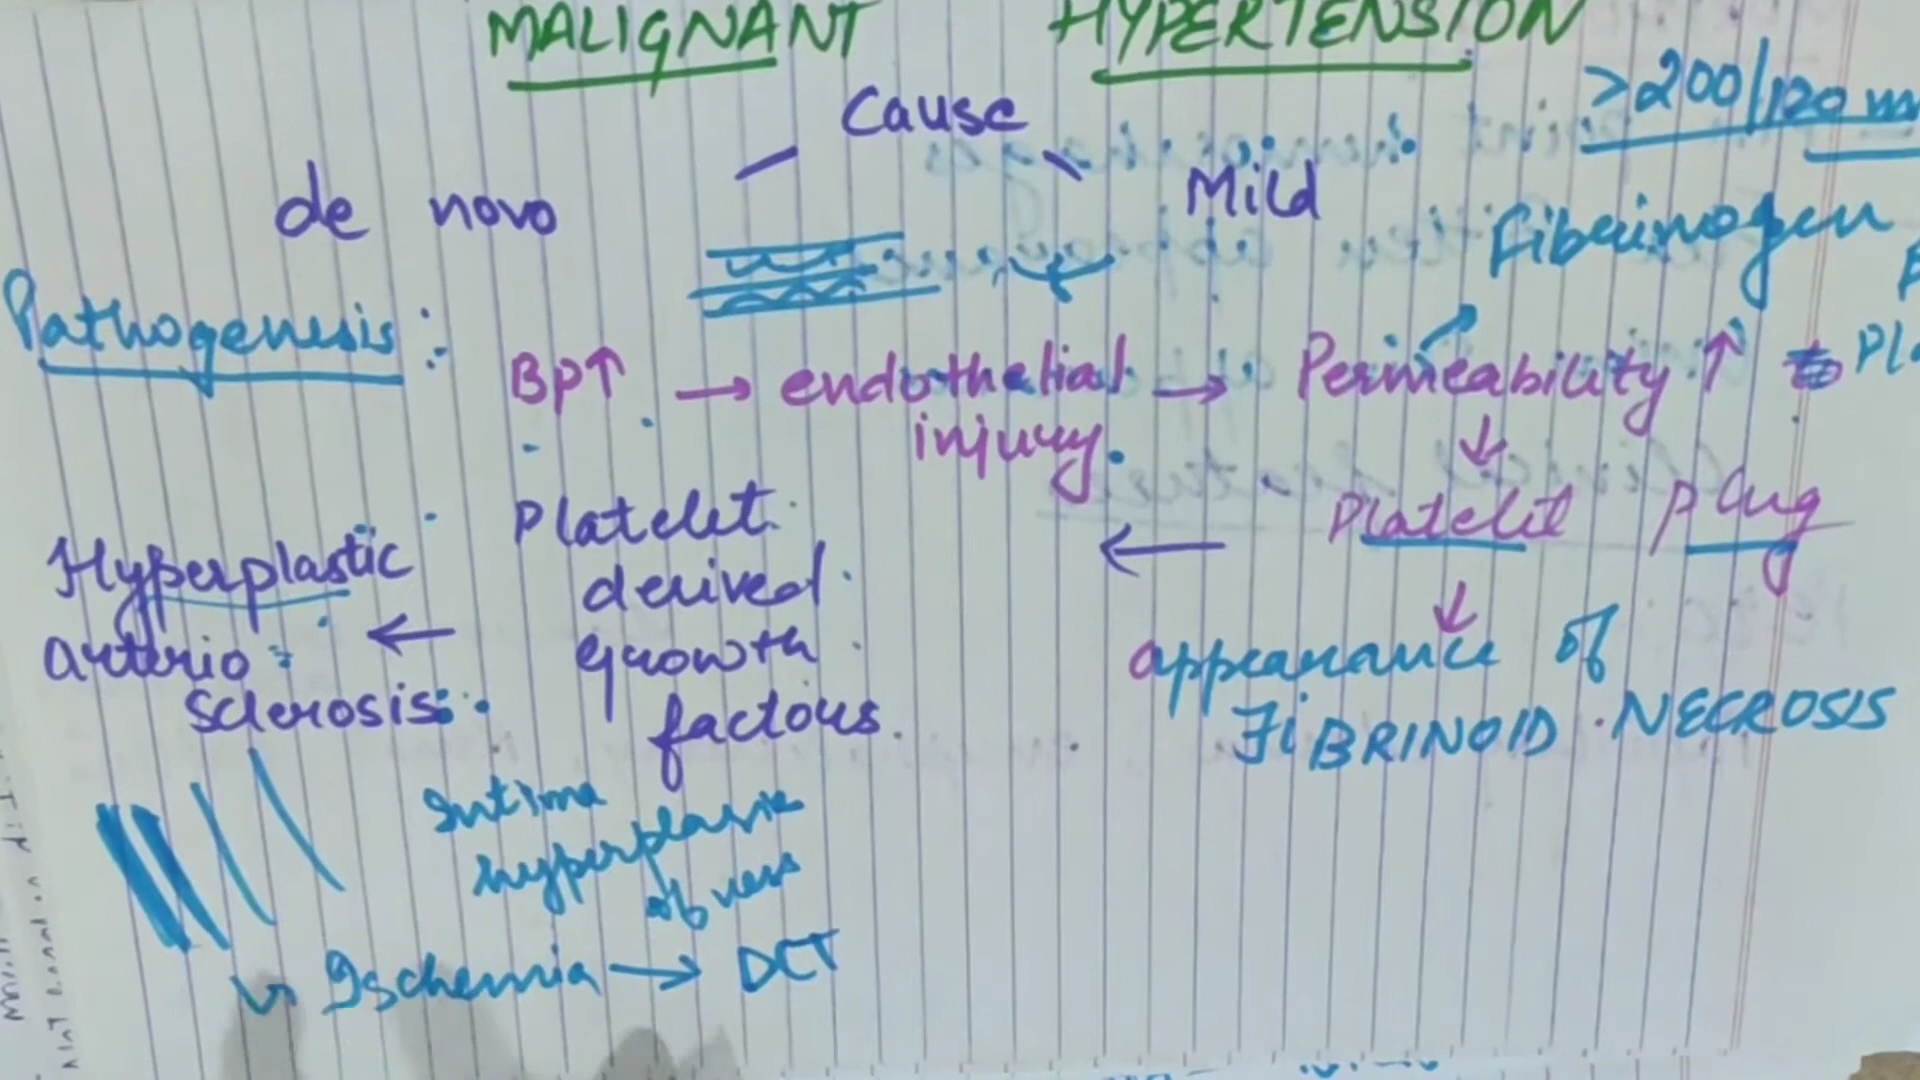 MALIGNANT HYPERTENSION
>200/120 m
Cause
de novo
Mild
Fibrinogen
Pathogenesis:
BP↑ → endothelial injury. → Permeability ↑
↓
Platelet plug
↓
appearance of
FIBRINOID NECROSIS
←
Platelet
derived
growth
factors
←
Hyperplastic
arterio
sclerosis
Intima
hyperplasia
of vess
Ischemia → DCT